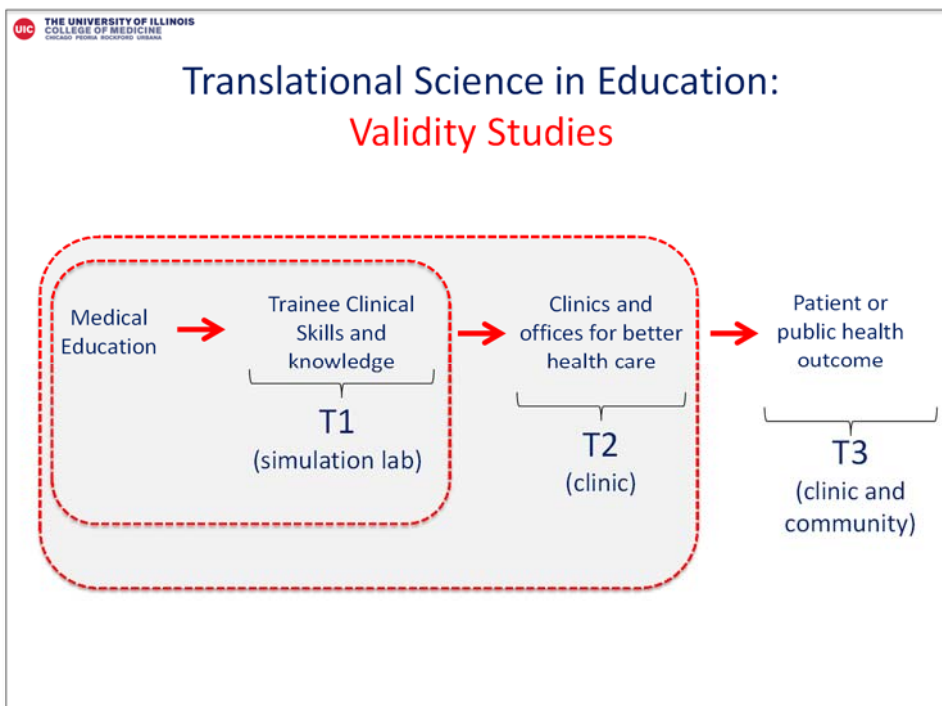 UIC
THE UNIVERSITY OF ILLINOIS
COLLEGE OF MEDICINE
CHICAGO PEORIA ROCKFORD URBANA
Translational Science in Education:
Validity Studies
Medical
Education
Trainee Clinical
Skills and
knowledge
T1
(simulation lab)
Clinics and
offices for better
health care
T2
(clinic)
Patient or
public health
outcome
T3
(clinic and
community)